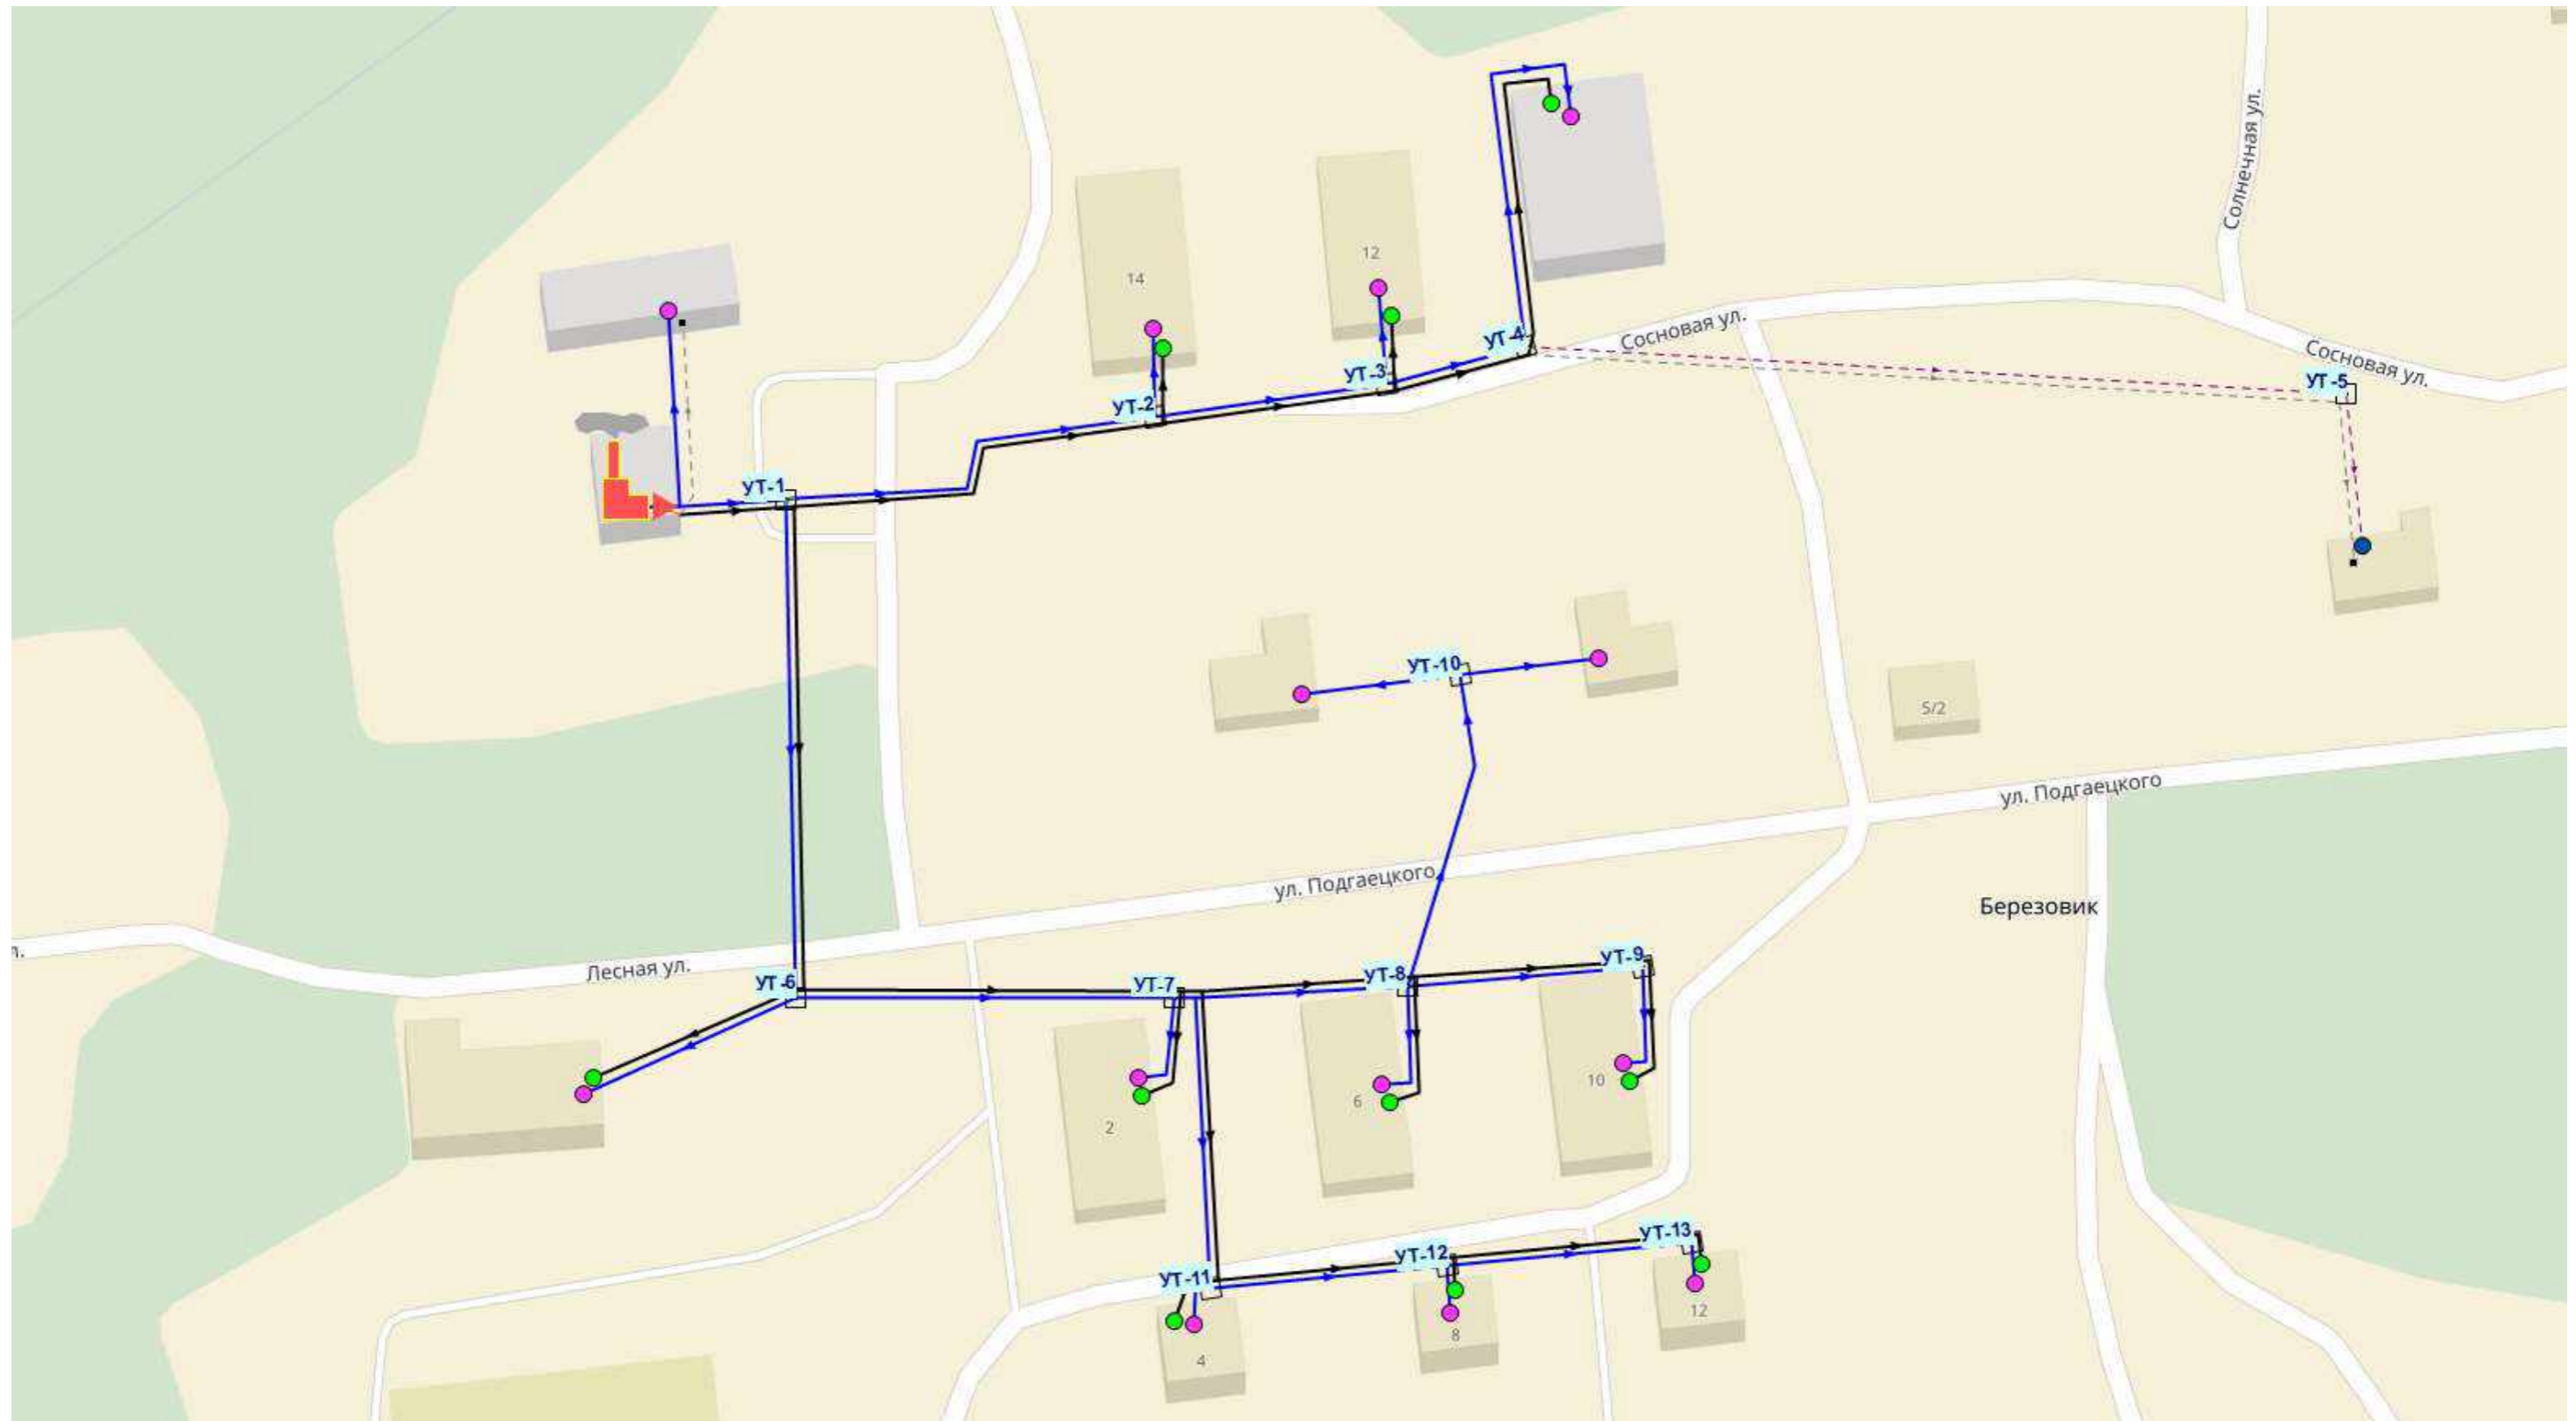 Солнечная ул.
12
14
УТ-4
Сосновая ул.
Сосновая ул.
УТ-3
УТ-5
УТ-2
УТ-1
УТ-10
5/2
ул. Подгаецкого
ул. Подгаецкого
Березовик
л.
Лесная ул.
УТ-6
УТ-7
УТ-8
УТ-9
10
6
2
УТ-13
УТ-12
УТ-11
12
8
4